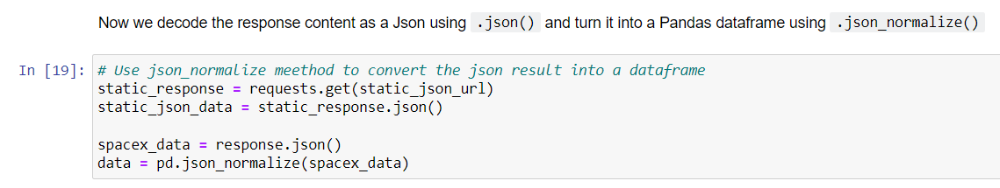 Now we decode the response content as a Json using .json() and turn it into a Pandas dataframe using .json_normalize()
In [19]: # Use json_normalize meethod to convert the json result into a dataframe
static_response = requests.get(static_json_url)
static_json_data = static_response.json()
spacex_data = response.json()
data = pd.json_normalize(spacex_data)